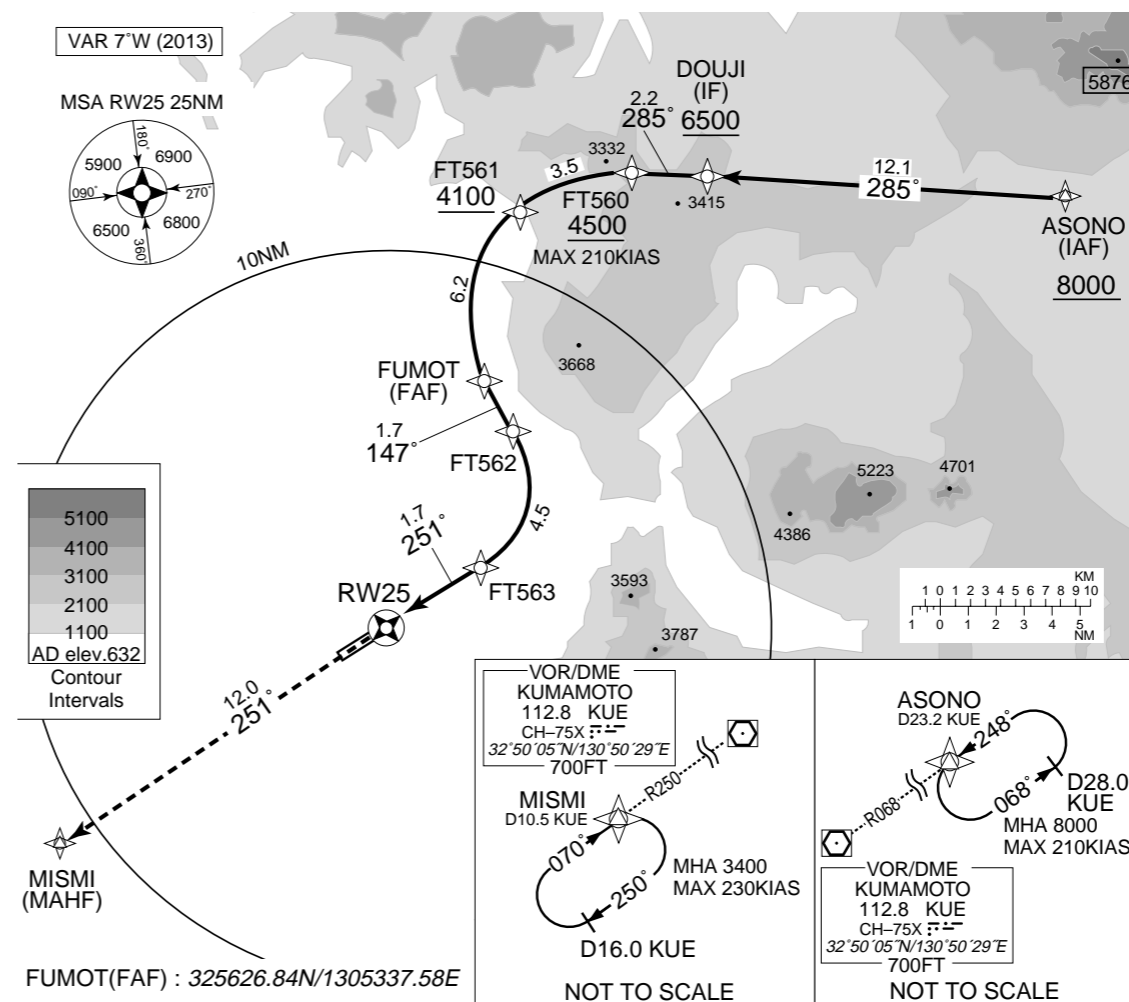 VAR 7°W (2013)
MSA RW25 25NM
180°
5900
6900
090°
270°
6500
6800
360°
10NM
DOUJI
(IF)
6500
2.2
285°
3332
3.5
FT561
4100
FT560
4500
MAX 210KIAS
3415
12.1
285°
5876
ASONO
(IAF)
8000
6.2
3668
FUMOT
(FAF)
1.7
147°
FT562
4.5
5223
4701
4386
1.7
251°
FT563
RW25
3593
3787
12.0
251°
5100
4100
3100
2100
1100
AD elev.632
Contour
Intervals
KM
1 0 1 2 3 4 5 6 7 8 9 10
1 0 1 2 3 4 5
NM
MISMI
(MAHF)
FUMOT(FAF) : 325626.84N/1305337.58E
VOR/DME
KUMAMOTO
112.8 KUE
CH–75X
32°50′05″N/130°50′29″E
700FT
R250
MISMI
D10.5 KUE
070°
250°
MHA 3400
MAX 230KIAS
D16.0 KUE
NOT TO SCALE
ASONO
D23.2 KUE
248°
068°
R068
D28.0
KUE
MHA 8000
MAX 210KIAS
VOR/DME
KUMAMOTO
112.8 KUE
CH–75X
32°50′05″N/130°50′29″E
700FT
NOT TO SCALE